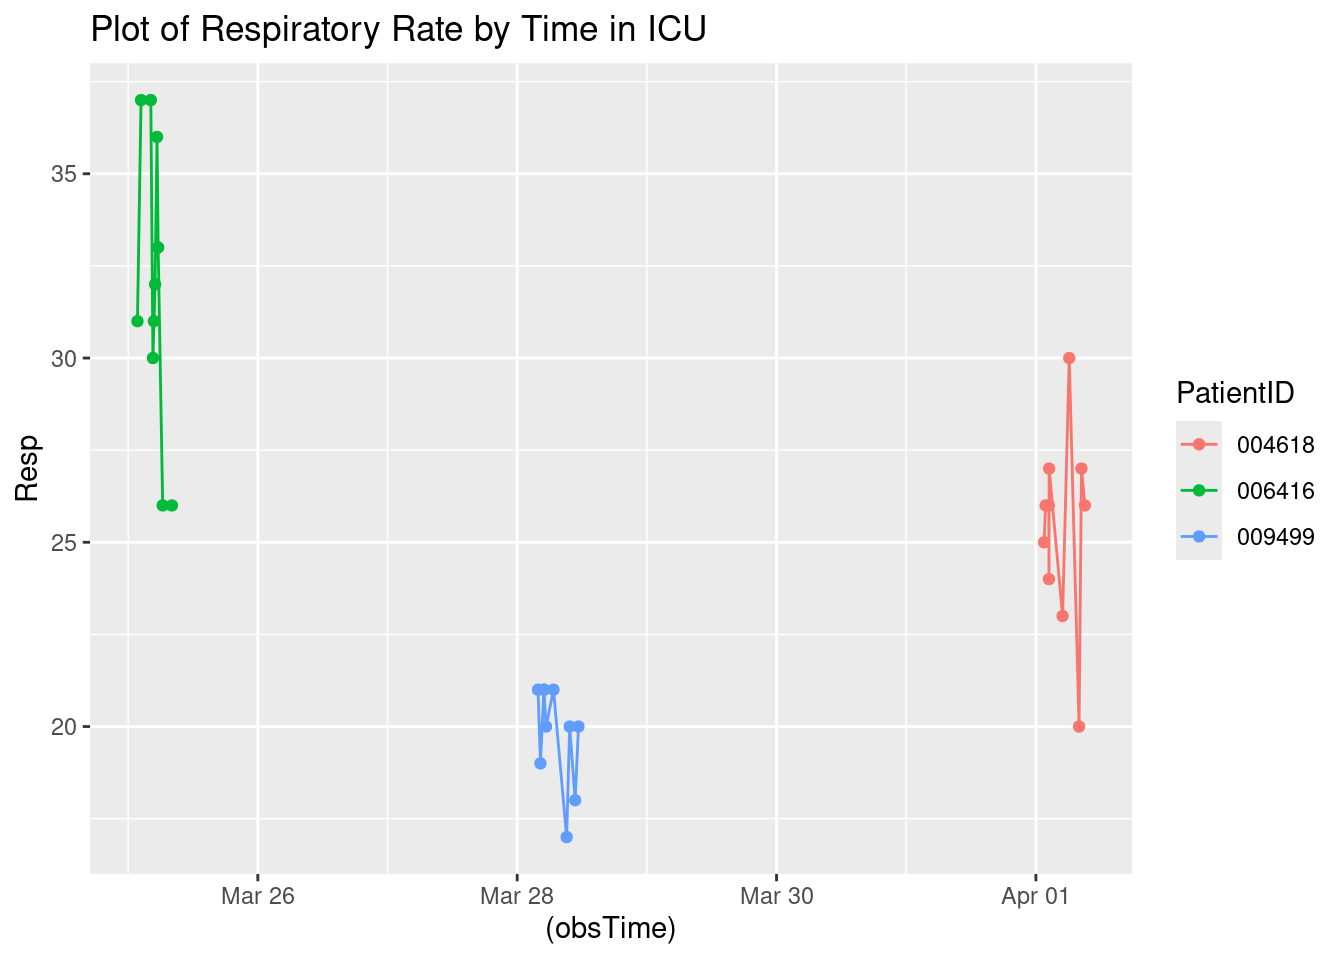 Plot of Respiratory Rate by Time in ICU
35
30
25
20
Resp
Mar 26
Mar 28
Mar 30
Apr 01
(obsTime)
PatientID
004618
006416
009499